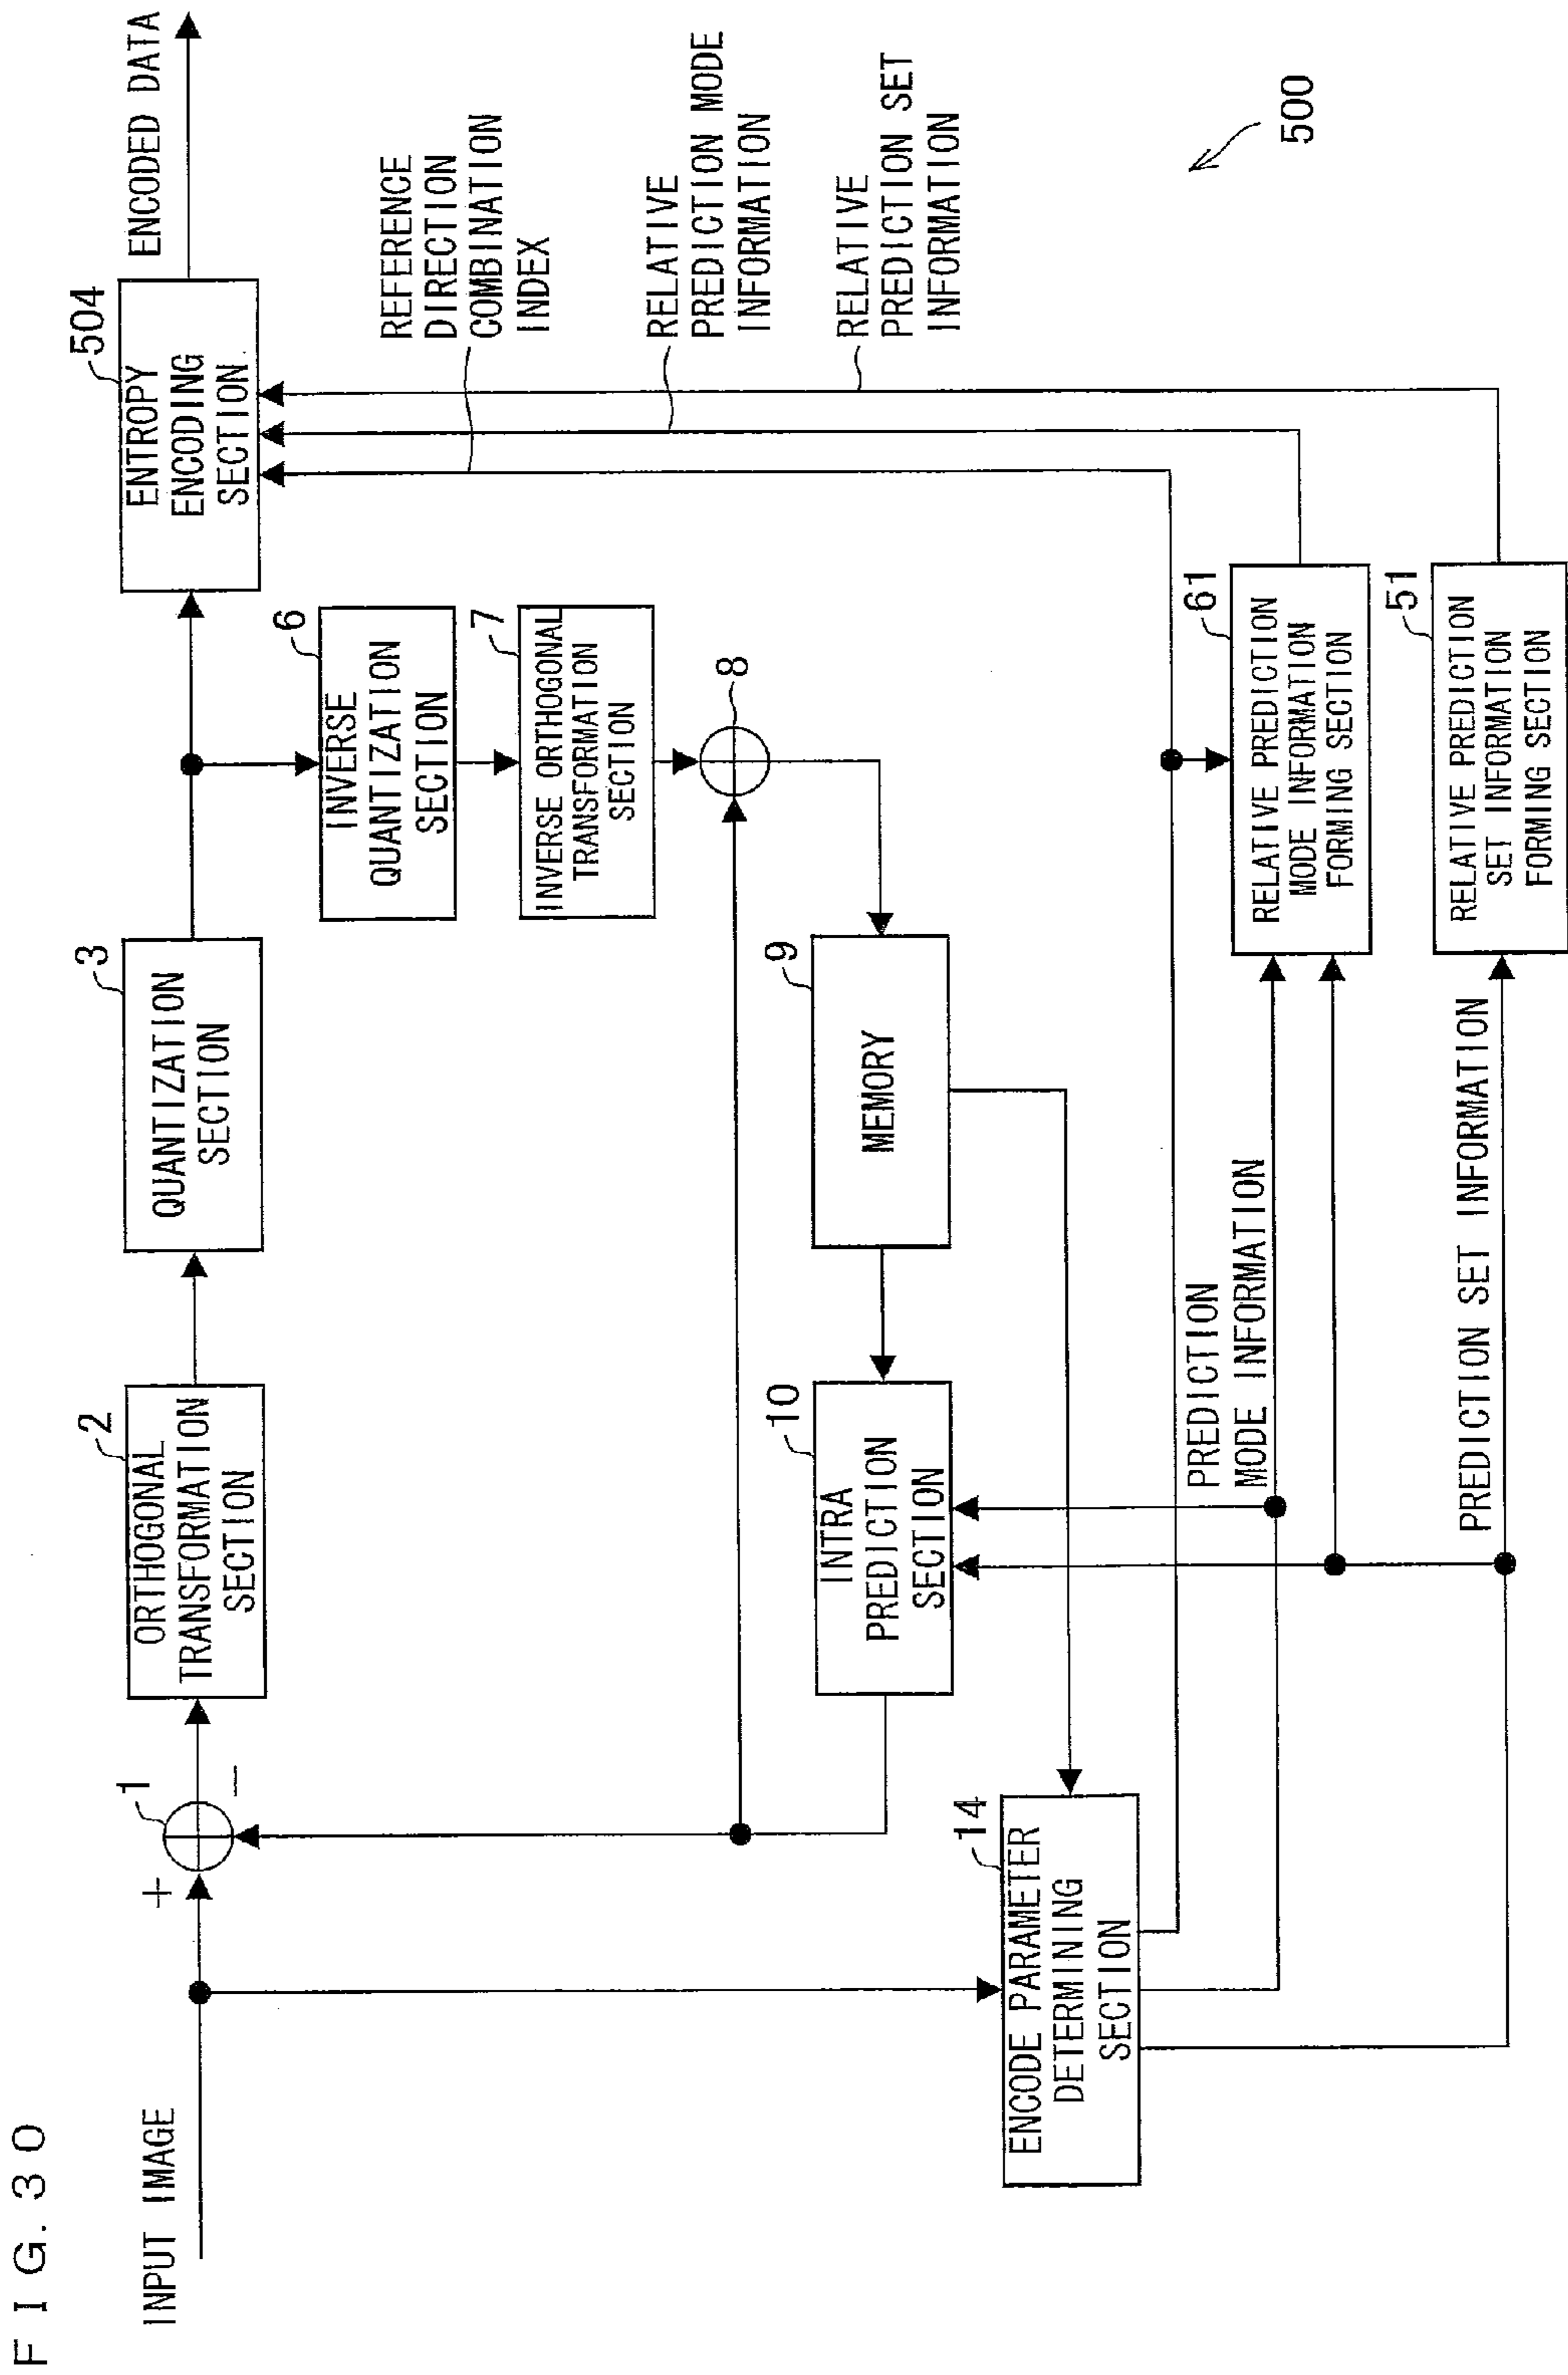 FIG. 30
INPUT IMAGE
+
−
1
ORTHOGONAL
TRANSFORMATION
SECTION
2
QUANTIZATION
SECTION
3
ENTROPY
ENCODING
SECTION
504
ENCODED DATA
INVERSE
QUANTIZATION
SECTION
6
INVERSE ORTHOGONAL
TRANSFORMATION
SECTION
7
8
REFERENCE
DIRECTION
COMBINATION
INDEX
RELATIVE
PREDICTION MODE
INFORMATION
RELATIVE
PREDICTION SET
INFORMATION
500
INTRA
PREDICTION
SECTION
10
MEMORY
9
ENCODE PARAMETER
DETERMINING
SECTION
14
PREDICTION
MODE INFORMATION
PREDICTION SET INFORMATION
RELATIVE PREDICTION
MODE INFORMATION
FORMING SECTION
61
RELATIVE PREDICTION
SET INFORMATION
FORMING SECTION
51